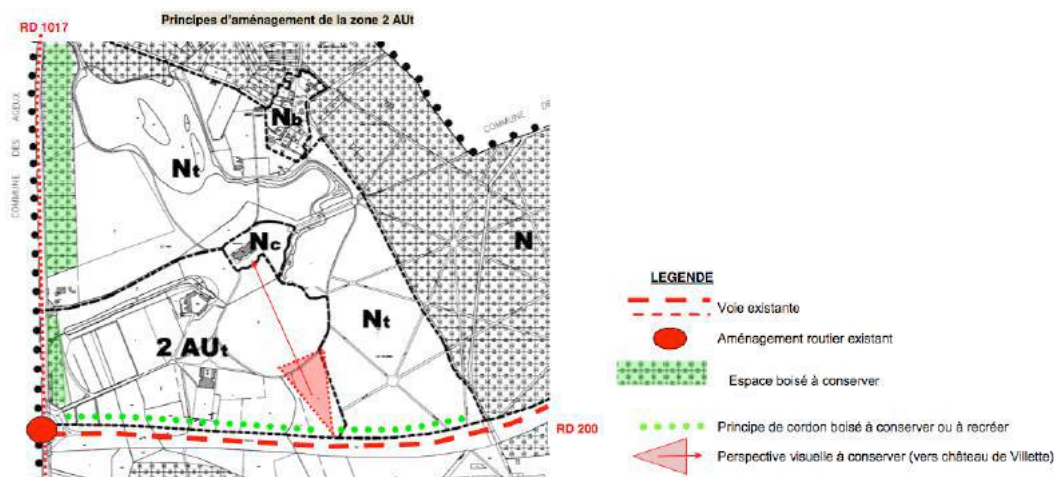 Principes d'aménagement de la zone 2 AUt
RD 1017
COMMUNE DES AGEUX
Nb
COMMUNE DE
Nt
N
Nc
Nt
2 AUt
RD 200
LEGENDE
Voie existante
Aménagement routier existant
Espace boisé à conserver
Principe de cordon boisé à conserver ou à recréer
Perspective visuelle à conserver (vers château de Villette)